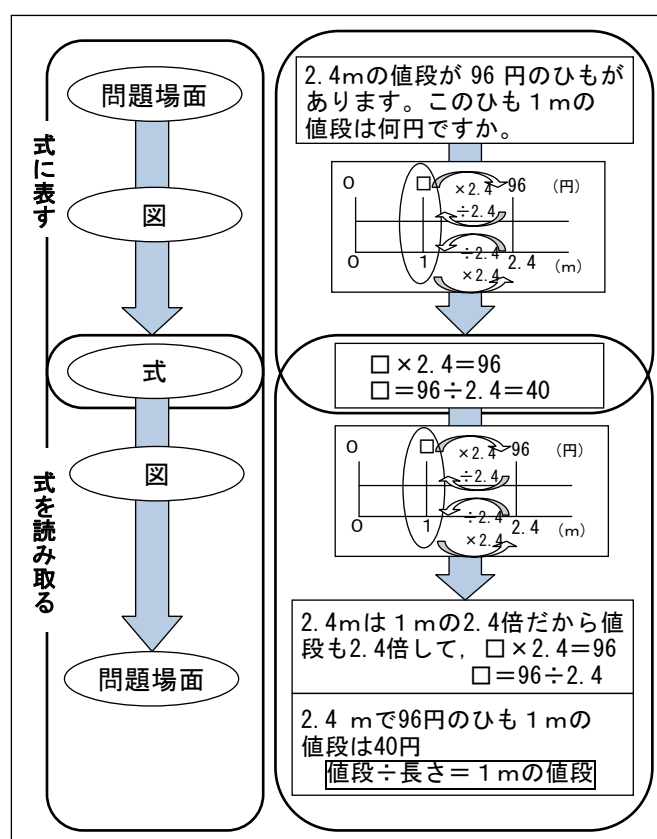 式に表す
問題場面
図
式
式を読み取る
図
問題場面
2.4mの値段が 96 円のひもが
あります。このひも1mの
値段は何円ですか。
0 □ ×2.4 96 (円)
÷2.4
÷2.4
0 1 2.4 (m)
×2.4
□×2.4=96
□=96÷2.4=40
0 □ ×2.4 96 (円)
÷2.4
÷2.4
0 1 2.4 (m)
×2.4
2.4mは1mの2.4倍だから値
段も2.4倍して,□×2.4=96
□=96÷2.4
2.4 mで96円のひも1mの
値段は40円
値段÷長さ=1mの値段